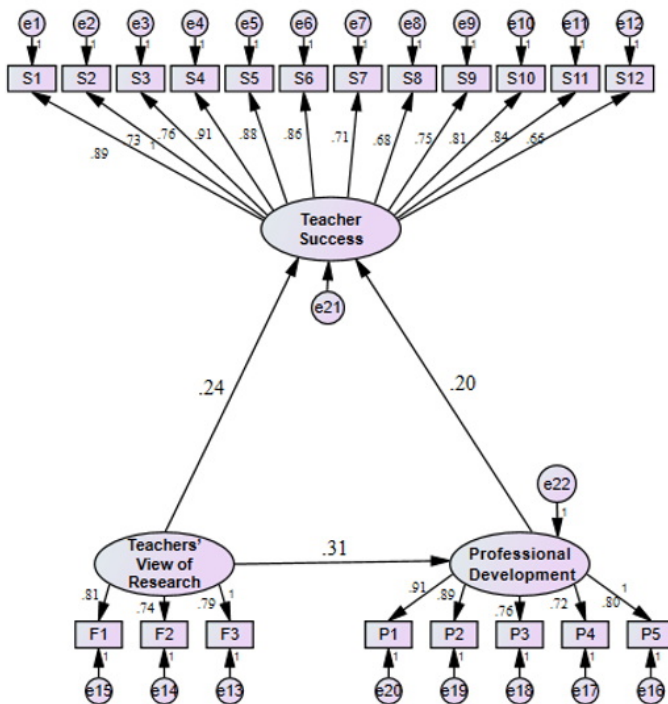 e1 e2 e3 e4 e5 e6 e7 e8 e9 e10 e11 e12
1 1 1 1 1 1 1 1 1 1 1 1
S1 S2 S3 S4 S5 S6 S7 S8 S9 S10 S11 S12
.89 .73 1 .76 .91 .88 .86 .71 .68 .75 .81 .84 .66
Teacher
Success
e21
.24
.20
e22
1
Teachers'
View of
Research
.31
Professional
Development
.81 .74 .79 1
.91 .89 .76 .72 .80 1
F1 F2 F3
P1 P2 P3 P4 P5
1 1 1
1 1 1 1 1
e15 e14 e13
e20 e19 e18 e17 e16